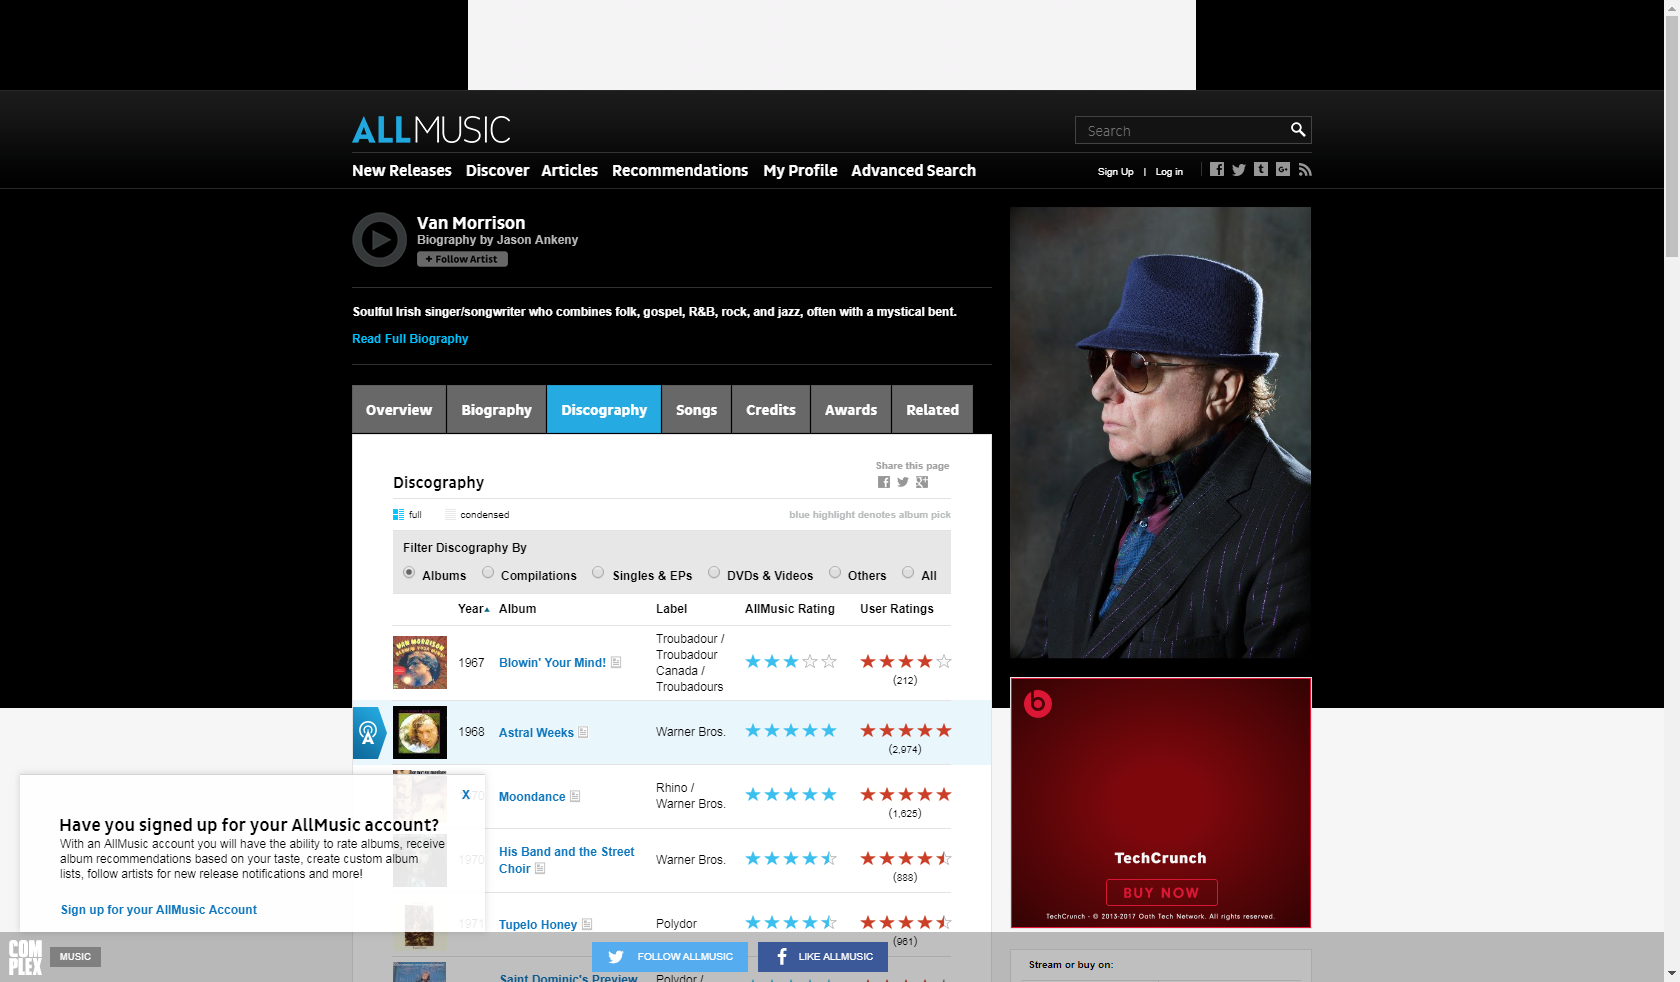 ALLMUSIC
Search
New Releases Discover Articles Recommendations My Profile Advanced Search
Sign Up | Log in
Van Morrison
Biography by Jason Ankeny
+ Follow Artist
Soulful Irish singer/songwriter who combines folk, gospel, R&B, rock, and jazz, often with a mystical bent.
Read Full Biography
Overview Biography Discography Songs Credits Awards Related
Share this page
Discography
full condensed
blue highlight denotes album pick
Filter Discography By
Albums Compilations Singles & EPs DVDs & Videos Others All
Year Album Label AllMusic Rating User Ratings
VAN MORRISON
BLOWIN' YOUR MIND!
1967 Blowin' Your Mind!
Troubadour /
Troubadour
Canada /
Troubadours
(212)
1968 Astral Weeks Warner Bros.
(2,974)
1970 Moondance
Rhino /
Warner Bros.
(1,625)
1970 His Band and the Street
Choir
Warner Bros.
(888)
1971 Tupelo Honey Polydor
(961)
Saint Dominic's Preview Polydor /
X
Have you signed up for your AllMusic account?
With an AllMusic account you will have the ability to rate albums, receive
album recommendations based on your taste, create custom album
lists, follow artists for new release notifications and more!
Sign up for your AllMusic Account
COM
PLEX
MUSIC
FOLLOW ALLMUSIC
LIKE ALLMUSIC
TechCrunch
BUY NOW
TechCrunch - © 2013-2017 Oath Tech Network. All rights reserved.
Stream or buy on: